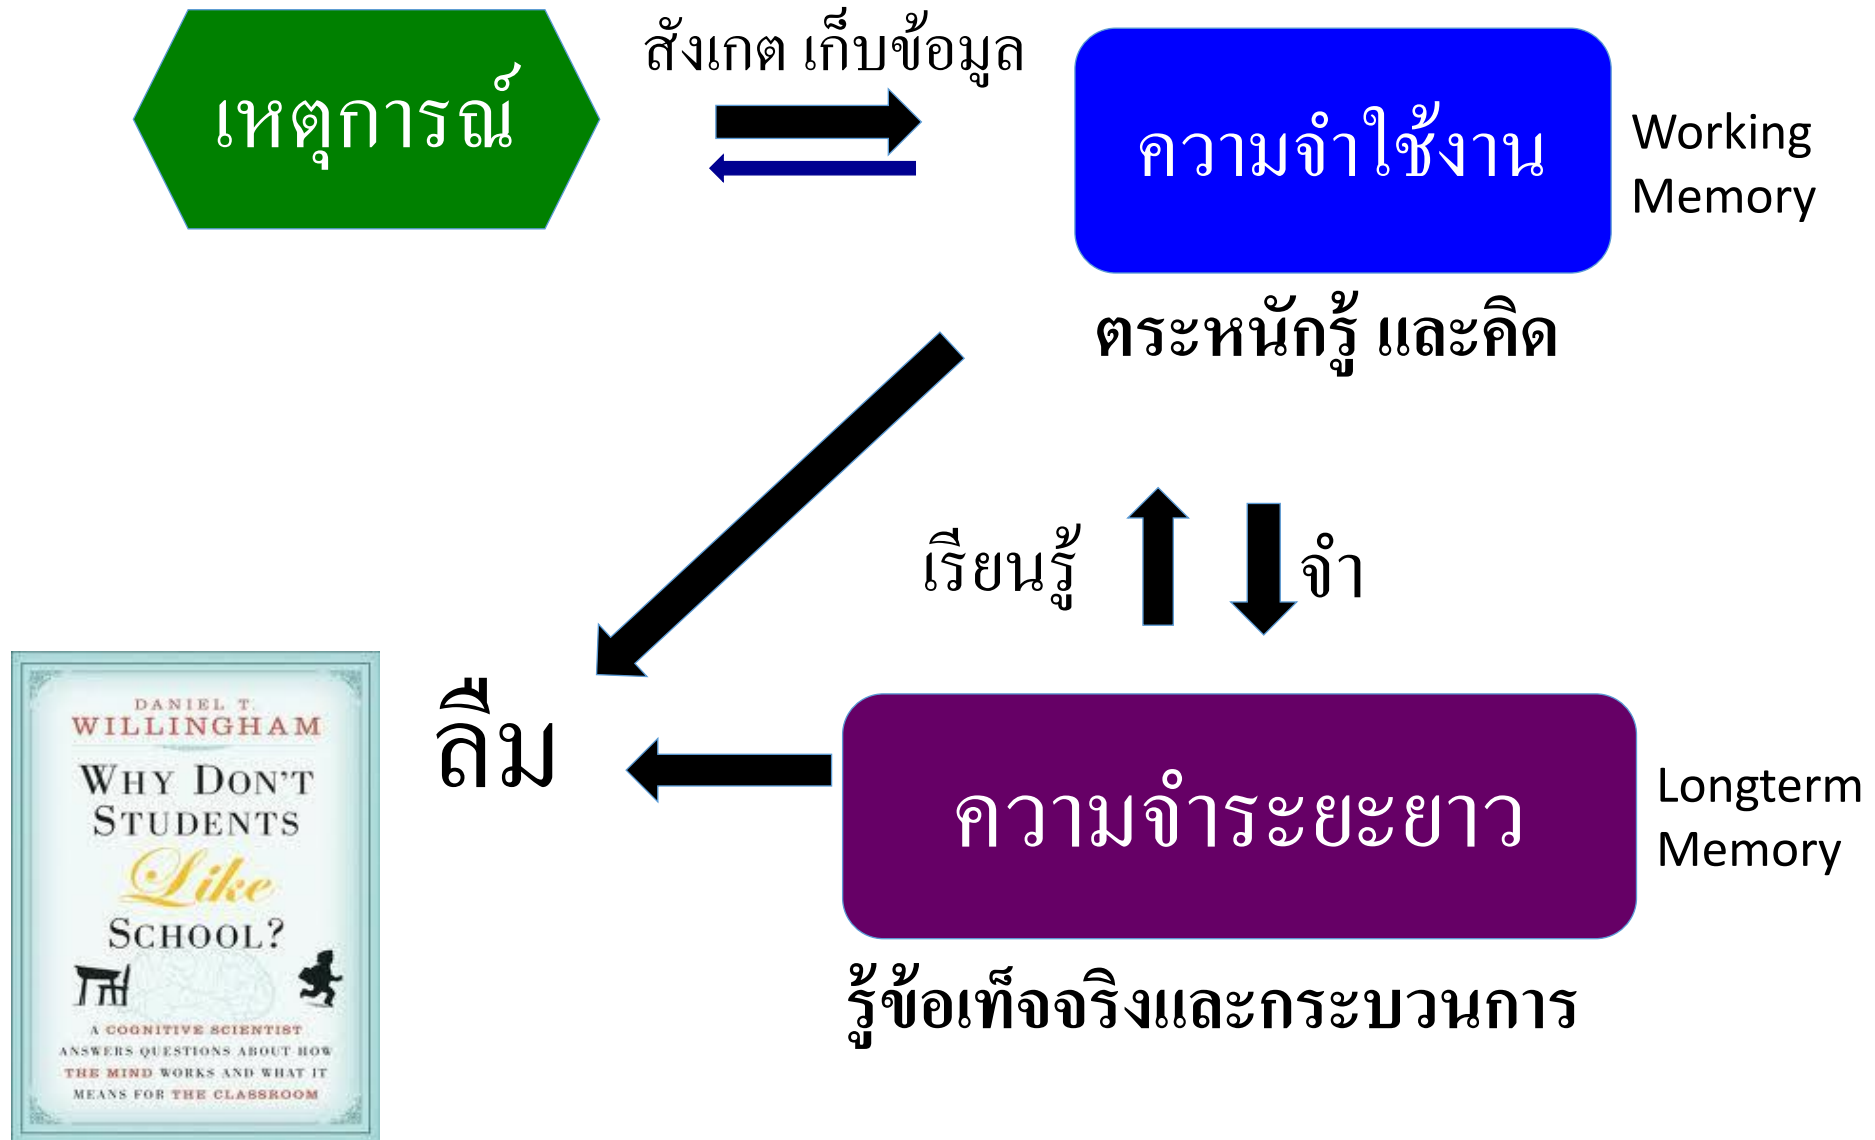 เหตุการณ์
สังเกต เก็บข้อมูล
ความจำใช้งาน
Working
Memory
ตระหนักรู้ และคิด
เรียนรู้
จำ
ลืม
ความจำระยะยาว
Longterm
Memory
รู้ข้อเท็จจริงและกระบวนการ
DANIEL T.
WILLINGHAM
WHY DON'T
STUDENTS
Like
SCHOOL?
A COGNITIVE SCIENTIST
ANSWERS QUESTIONS ABOUT HOW
THE MIND WORKS AND WHAT IT
MEANS FOR THE CLASSROOM